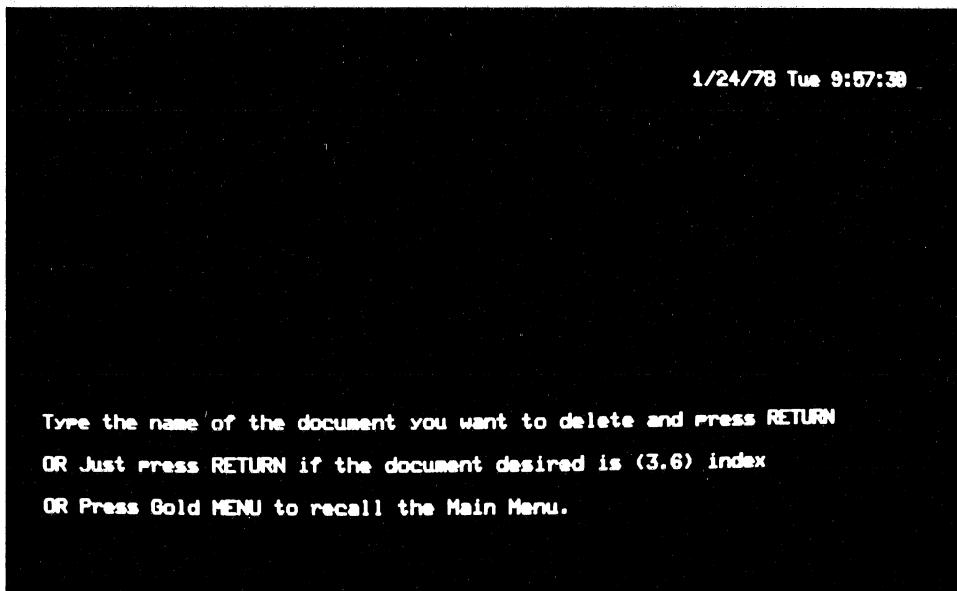 1/24/78 Tue 9:57:30
Type the name of the document you want to delete and press RETURN
OR Just press RETURN if the document desired is (3.6) index
OR Press Gold MENU to recall the Main Menu.